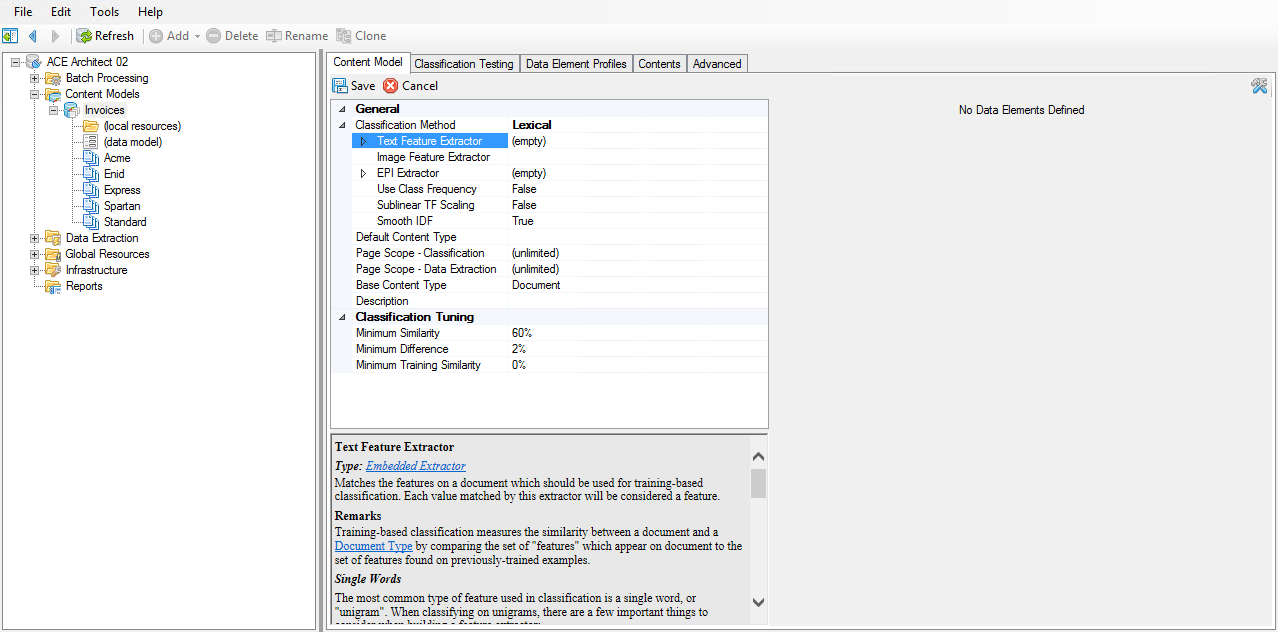 File Edit Tools Help
Refresh Add Delete Rename Clone
ACE Architect 02
Batch Processing
Content Models
Invoices
(local resources)
(data model)
Acme
Enid
Express
Spartan
Standard
Data Extraction
Global Resources
Infrastructure
Reports
Content Model Classification Testing Data Element Profiles Contents Advanced
Save Cancel
General
Classification Method Lexical
Text Feature Extractor (empty)
Image Feature Extractor
EPI Extractor (empty)
Use Class Frequency False
Sublinear TF Scaling False
Smooth IDF True
Default Content Type
Page Scope - Classification (unlimited)
Page Scope - Data Extraction (unlimited)
Base Content Type Document
Description
Classification Tuning
Minimum Similarity 60%
Minimum Difference 2%
Minimum Training Similarity 0%
Text Feature Extractor
Type: Embedded Extractor
Matches the features on a document which should be used for training-based
classification. Each value matched by this extractor will be considered a feature.
Remarks
Training-based classification measures the similarity between a document and a
Document Type by comparing the set of "features" which appear on document to the
set of features found on previously-trained examples.
Single Words
The most common type of feature used in classification is a single word, or
"unigram". When classifying on unigrams, there are a few important things to
consider when building a feature extractor:
No Data Elements Defined